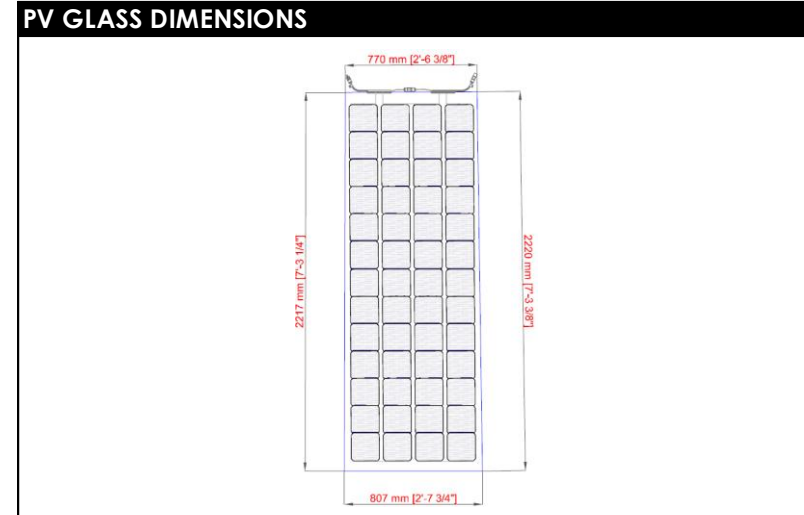 PV GLASS DIMENSIONS
770 mm [2'-6 3/8"]
2217 mm [7'-3 1/4"]
2220 mm [7'-3 3/8"]
807 mm [2'-7 3/4"]